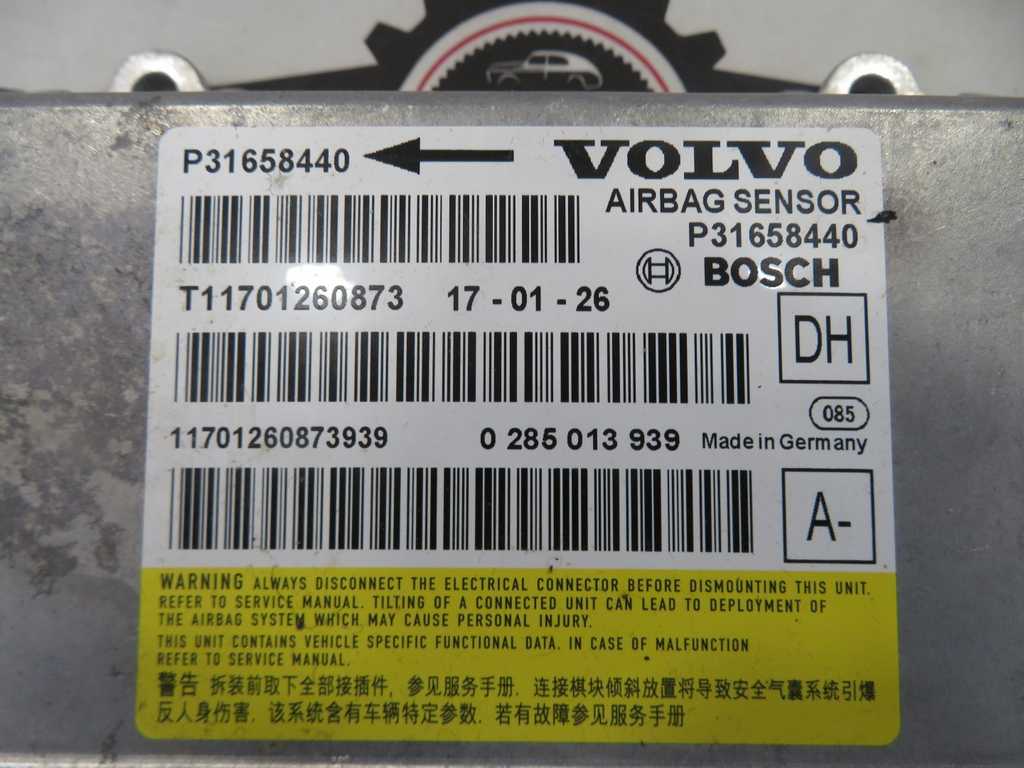 P31658440
VOLVO
AIRBAG SENSOR
P31658440
BOSCH
T11701260873 17 - 01 - 26
DH
085
11701260873939 0 285 013 939 Made in Germany
A-
WARNING ALWAYS DISCONNECT THE ELECTRICAL CONNECTOR BEFORE DISMOUNTING THIS UNIT.
REFER TO SERVICE MANUAL. TILTING OF A CONNECTED UNIT CAN LEAD TO DEPLOYMENT OF
THE AIRBAG SYSTEM WHICH MAY CAUSE PERSONAL INJURY.
THIS UNIT CONTAINS VEHICLE SPECIFIC FUNCTIONAL DATA. IN CASE OF MALFUNCTION
REFER TO SERVICE MANUAL.
警告 拆装前取下全部接插件, 参见服务手册. 连接模块倾斜放置将导致安全气囊系统引爆
反人身伤害. 该系统含有车辆特定参数. 若有故障参见服务手册